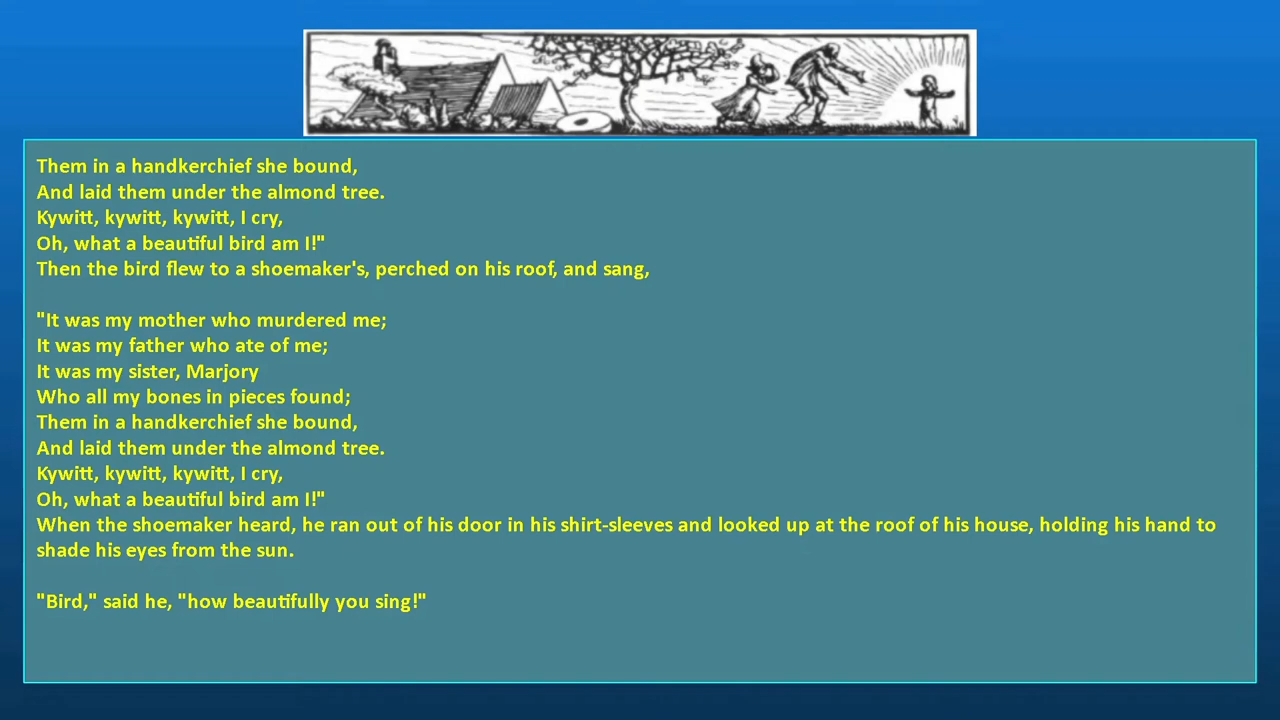 Them in a handkerchief she bound,
And laid them under the almond tree.
Kywitt, kywitt, kywitt, I cry,
Oh, what a beautiful bird am I!"
Then the bird flew to a shoemaker's, perched on his roof, and sang,
"It was my mother who murdered me;
It was my father who ate of me;
It was my sister, Marjory
Who all my bones in pieces found;
Them in a handkerchief she bound,
And laid them under the almond tree.
Kywitt, kywitt, kywitt, I cry,
Oh, what a beautiful bird am I!"
When the shoemaker heard, he ran out of his door in his shirt-sleeves and looked up at the roof of his house, holding his hand to
shade his eyes from the sun.
"Bird," said he, "how beautifully you sing!"